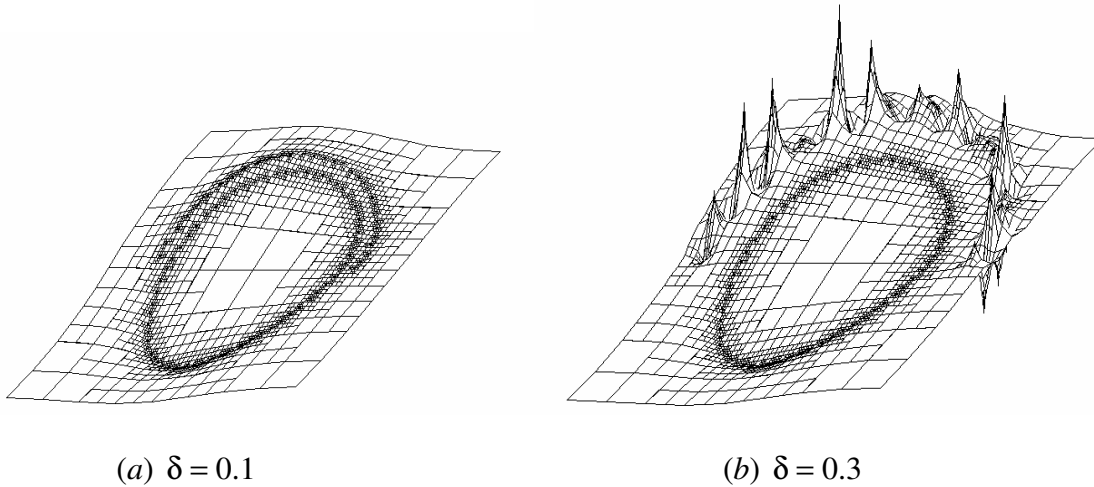 (a) δ = 0.1
(b) δ = 0.3